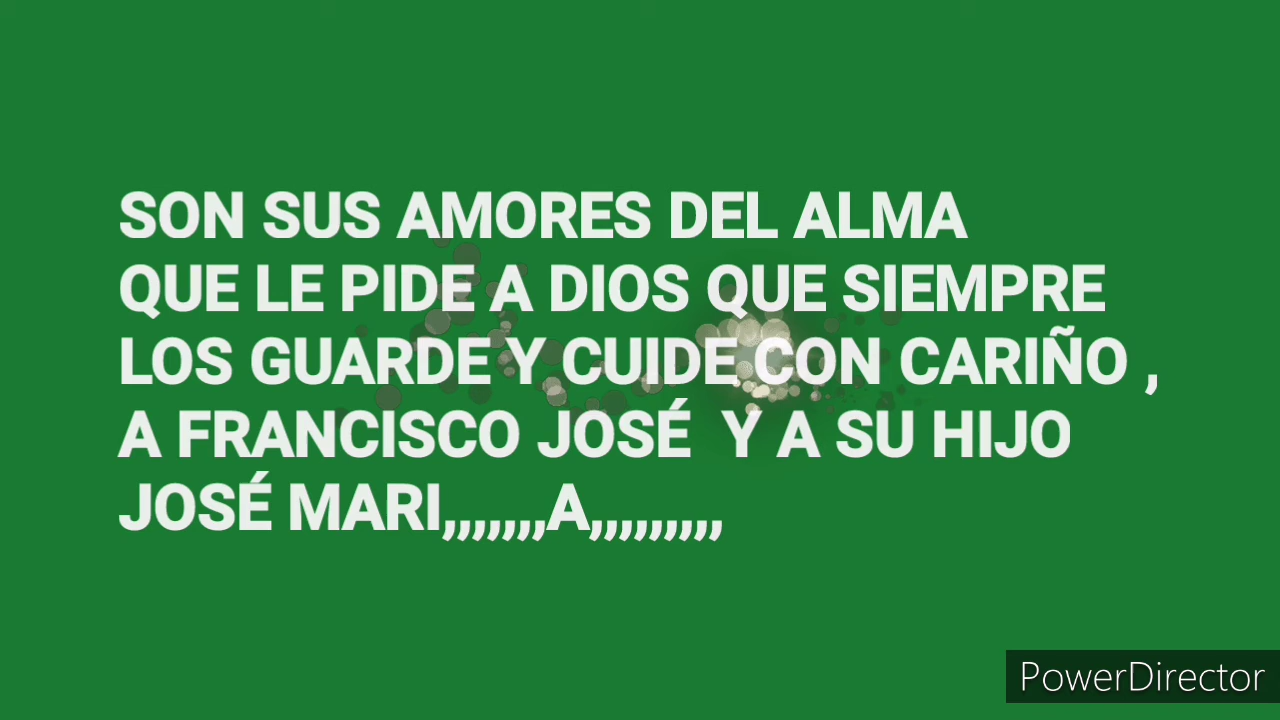 SON SUS AMORES DEL ALMA
QUE LE PIDE A DIOS QUE SIEMPRE
LOS GUARDE Y CUIDE CON CARIÑO ,
A FRANCISCO JOSÉ  Y A SU HIJO
JOSÉ MARI,,,,,,,A,,,,,,,,,
PowerDirector